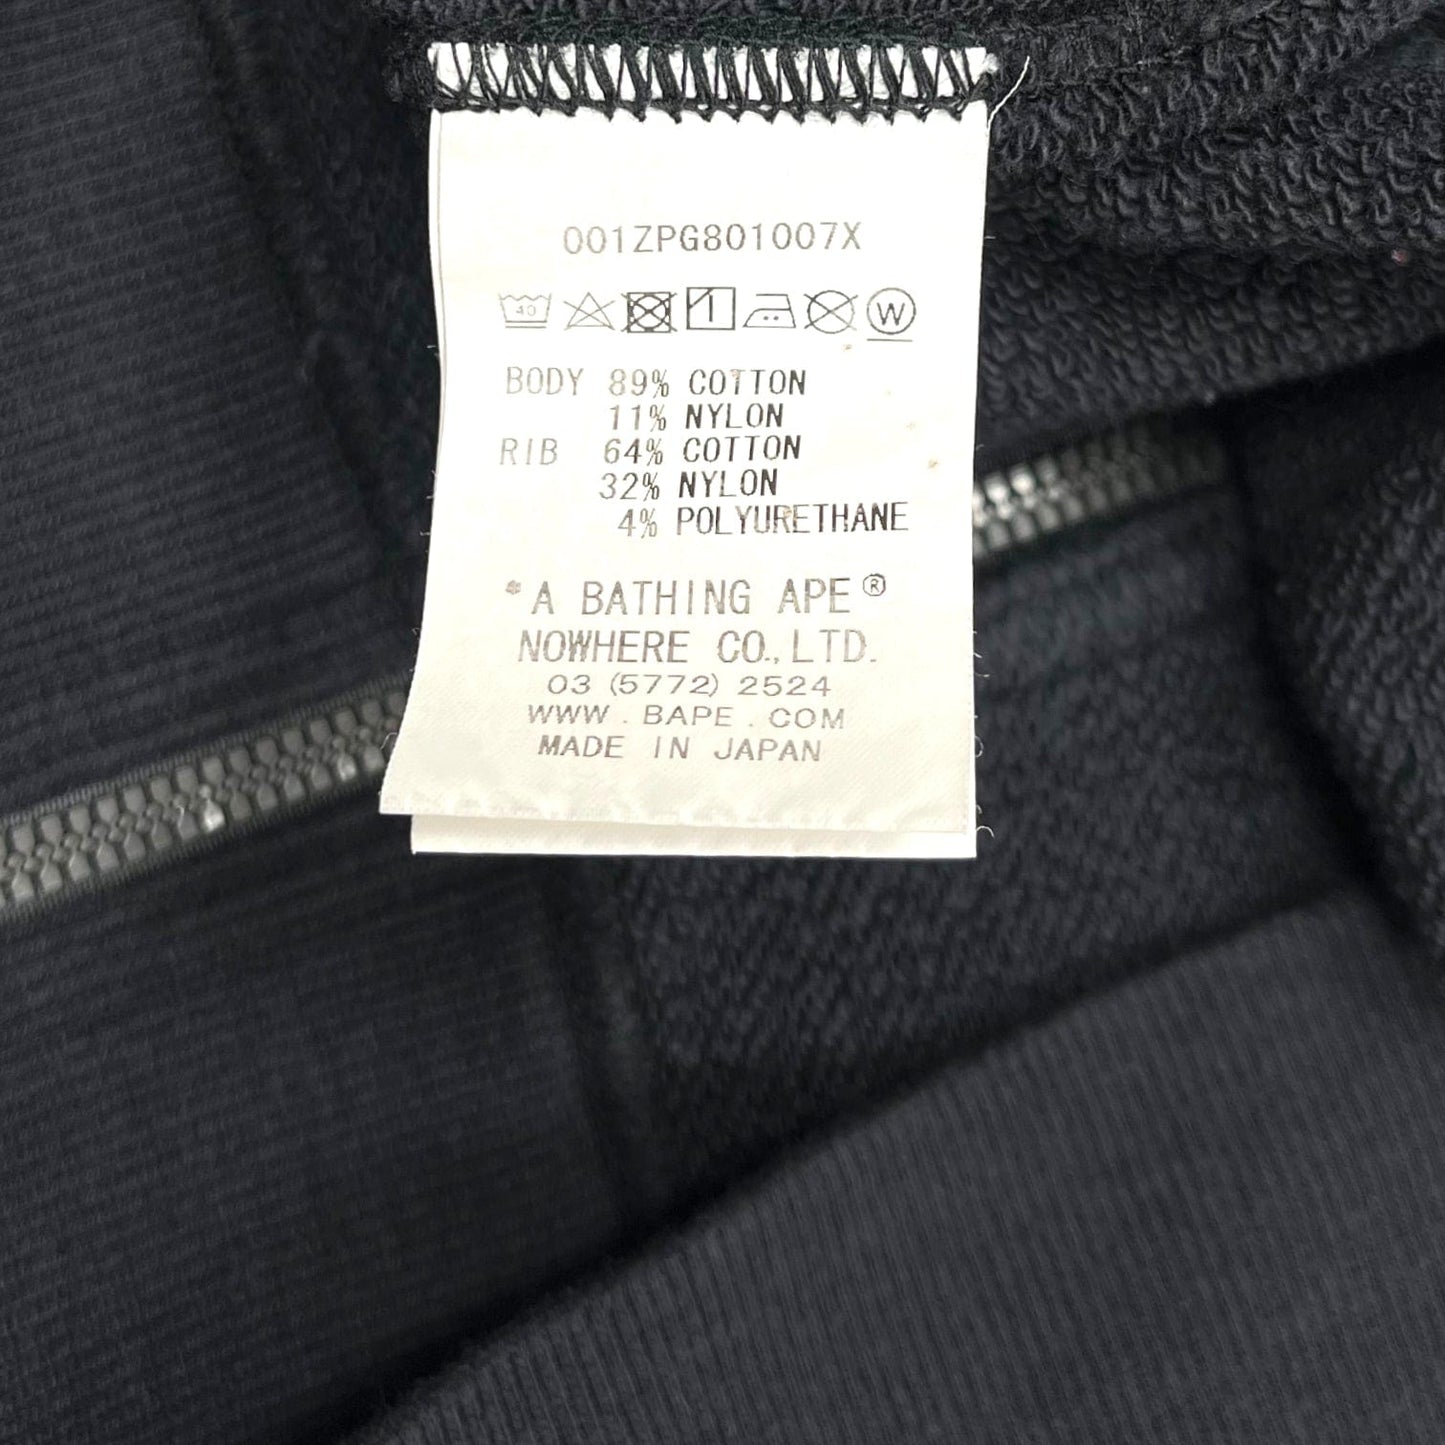 001ZPG801007X
40 W
BODY 89% COTTON
11% NYLON
RIB 64% COTTON
32% NYLON
4% POLYURETHANE
*A BATHING APE®
NOWHERE CO.,LTD.
03 (5772) 2524
WWW.BAPE.COM
MADE IN JAPAN